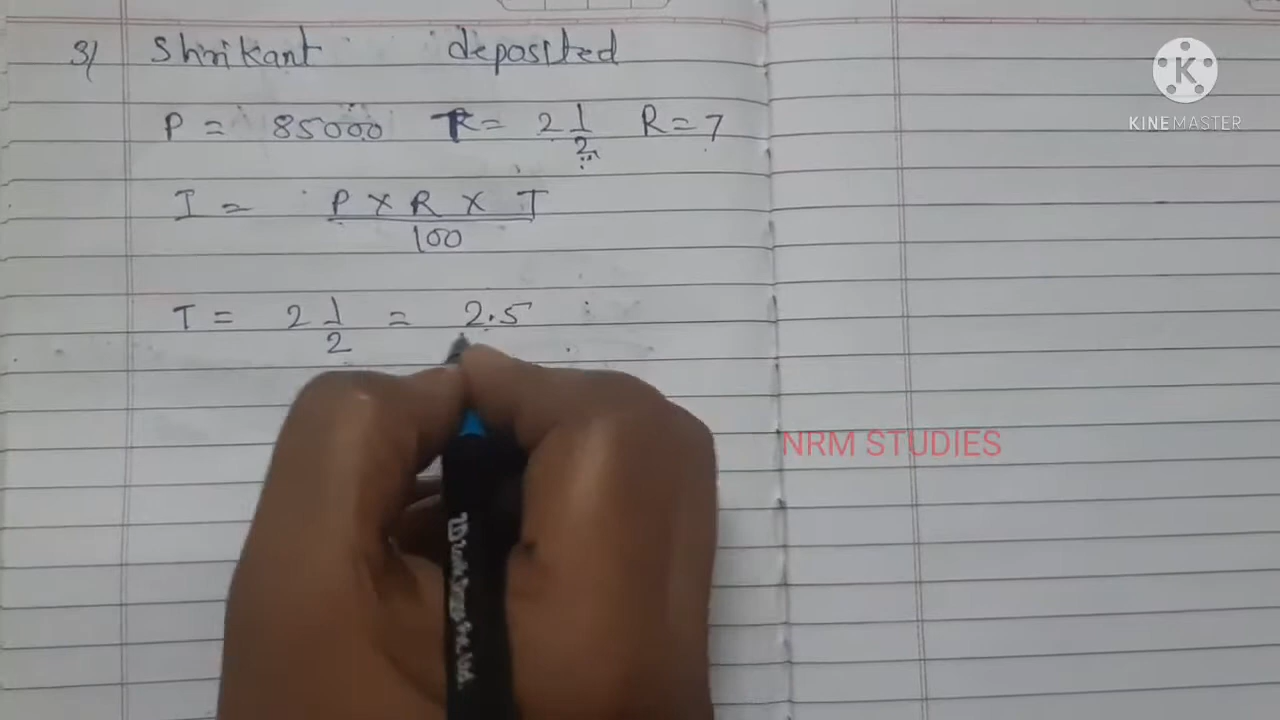 3/ Shrikant deposited
P = 85000 T = 2 1/2 R = 7
I = P X R X T / 100
T = 2 1/2 = 2.5
K
KINEMASTER
NRM STUDIES